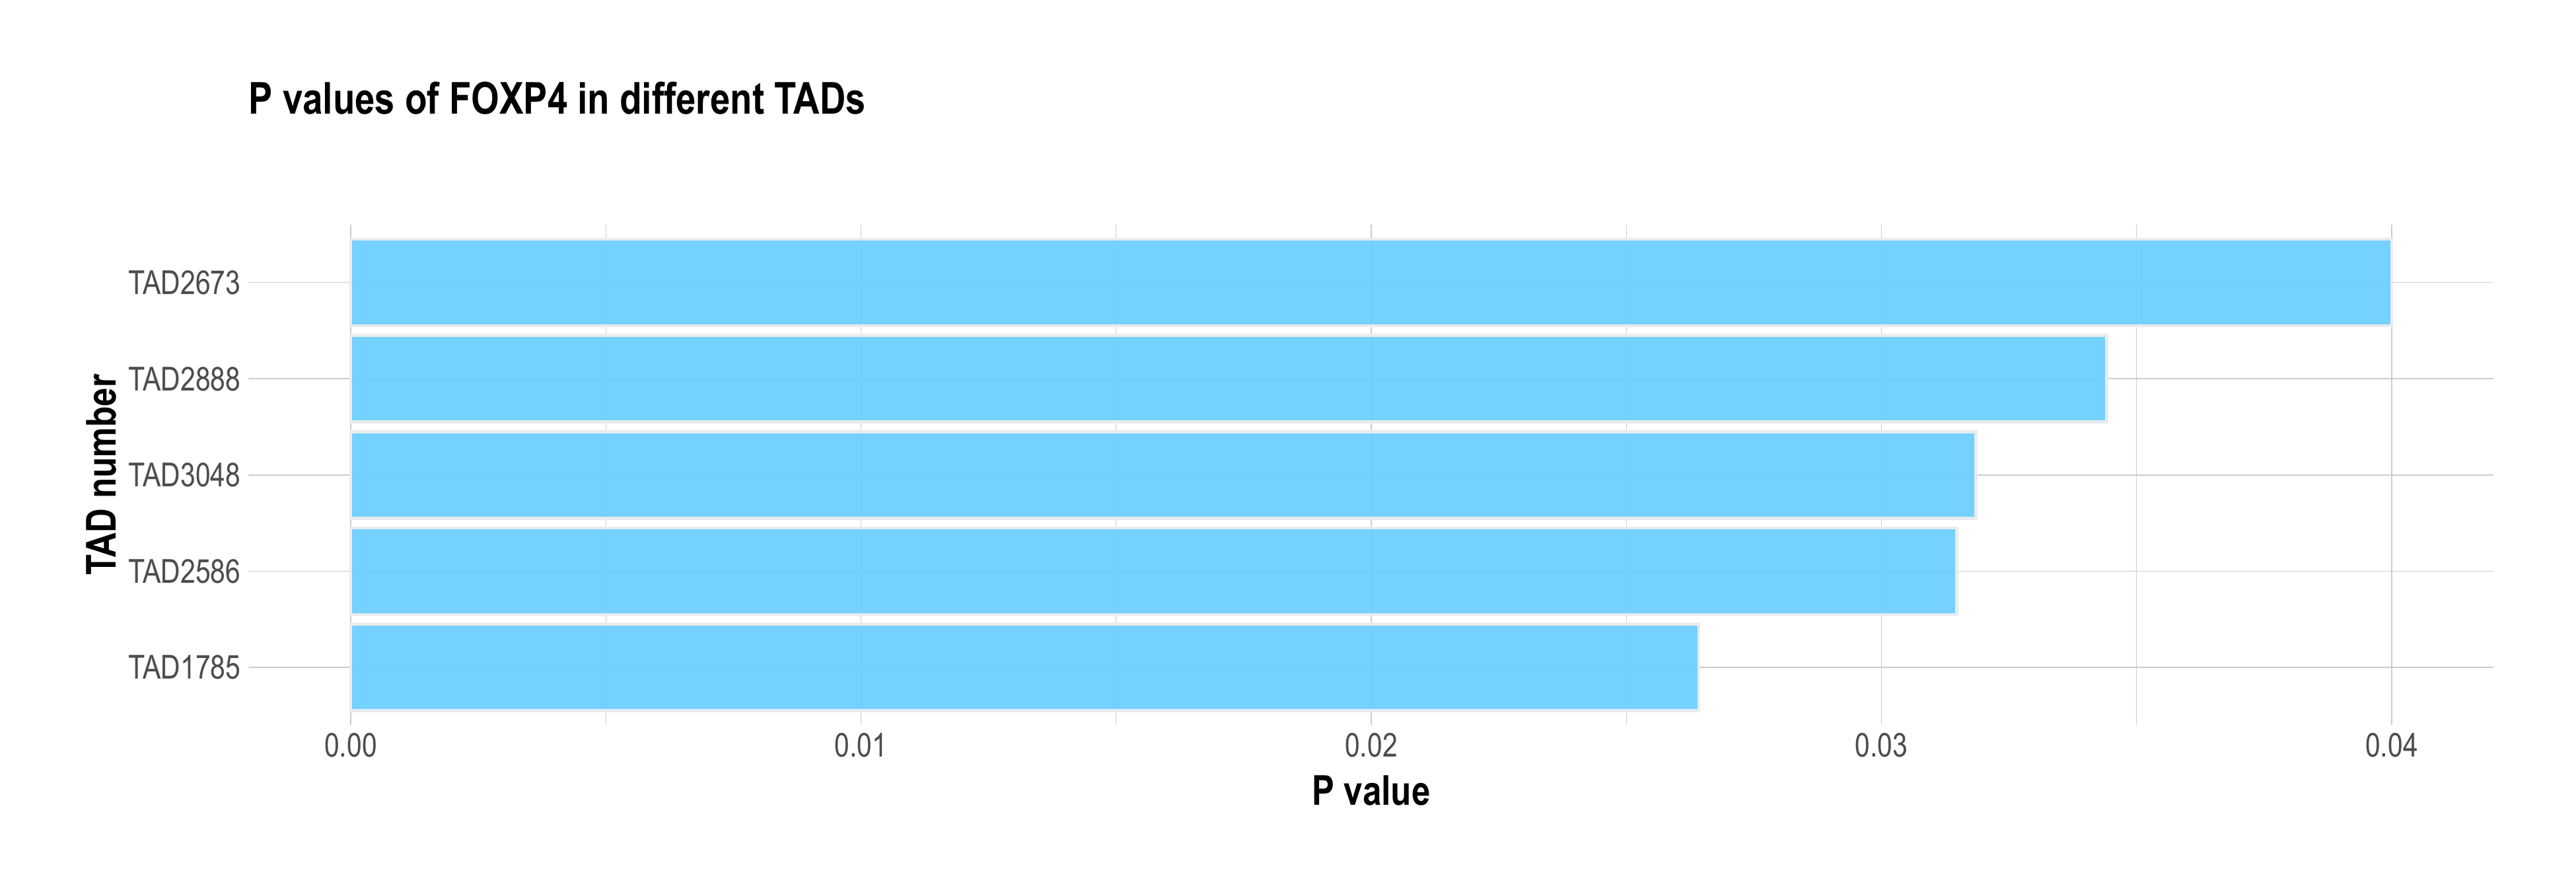 P values of FOXP4 in different TADs
TAD number
TAD2673
TAD2888
TAD3048
TAD2586
TAD1785
0.00 0.01 0.02 0.03 0.04
P value